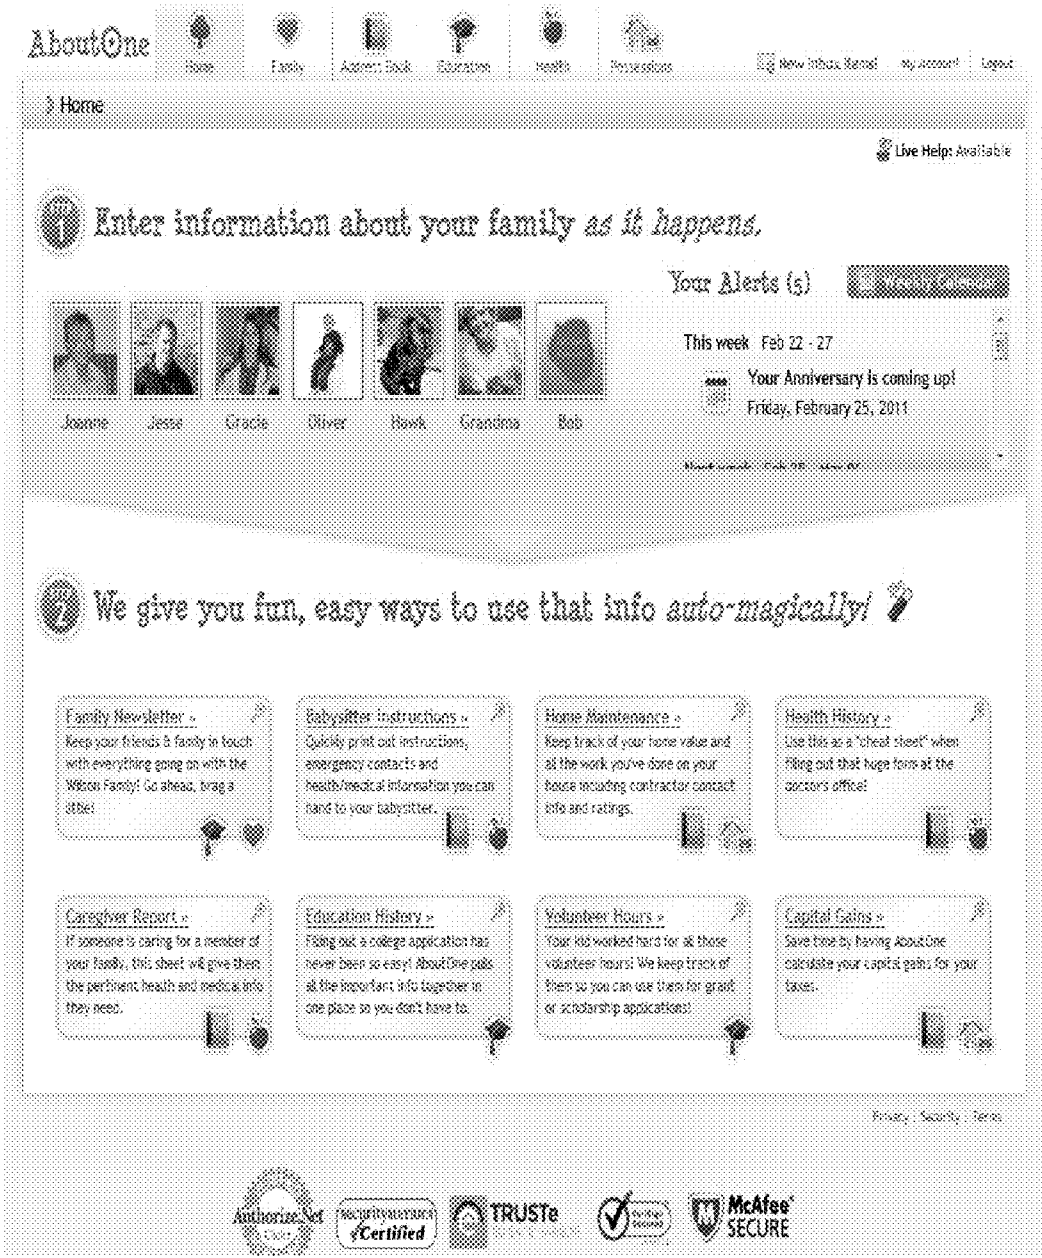 AboutOne
Home
Family
Address Book
Education
Health
Possessions
New Inbox Items!
My Account
Logout
Home
Live Help: Available
1 Enter information about your family as it happens.
Your Alerts (5)
Weekly Calendar
This week Feb 22 - 27
Your Anniversary is coming up!
Friday, February 25, 2011
Joanne
Jesse
Gracie
Oliver
Hawk
Grandma
Bob
2 We give you fun, easy ways to use that info auto-magically!
Family Newsletter »
Keep your friends & family in touch
with everything going on with the
Wilson Family! Go ahead, brag a
little!
Babysitter Instructions »
Quickly print out instructions,
emergency contacts and
health/medical information you can
hand to your babysitter.
Home Maintenance »
Keep track of your home value and
all the work you've done on your
house including contractor contact
info and ratings.
Health History »
Use this as a "cheat sheet" when
filling out that huge form at the
doctor's office!
Caregiver Report »
If someone is caring for a member of
your family, this sheet will give them
the pertinent health and medical info
they need.
Education History »
Filling out a college application has
never been so easy! AboutOne pulls
all the important info together in
one place so you don't have to.
Volunteer Hours »
Your kid worked hard for all those
volunteer hours! We keep track of
them so you can use them for grant
or scholarship applications!
Capital Gains »
Save time by having AboutOne
calculate your capital gains for your
taxes.
Privacy | Security | Terms
Authorize.Net
Click
securitymetrics
Certified
TRUSTe
VeriSign
Secured
McAfee
SECURE